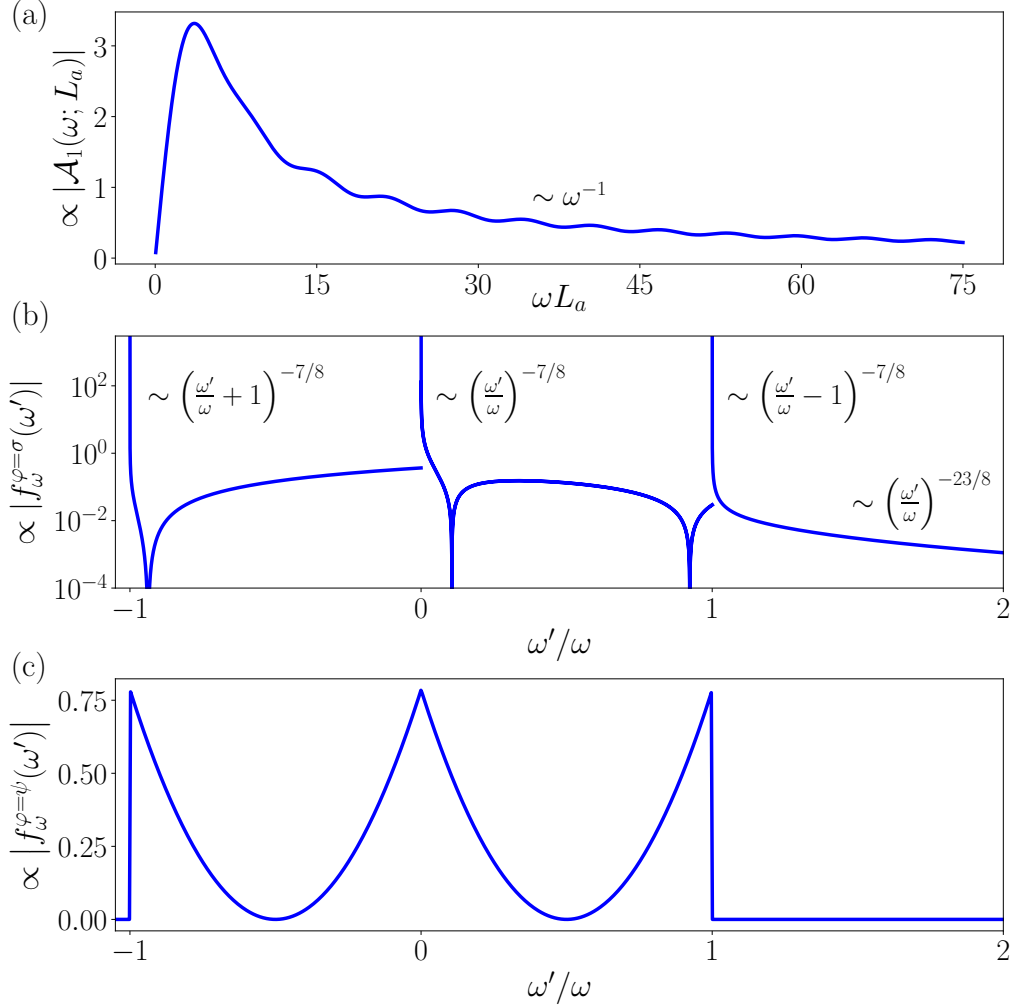 (a)
∝ |𝒜₁(ω; Lₐ)|
3
2
1
0
∼ ω⁻¹
0 15 30 45 60 75
ωLₐ
(b)
∝ |f_ω^{φ=σ}(ω′)|
10²
10⁰
10⁻²
10⁻⁴
∼ (ω′/ω + 1)^{−7/8}
∼ (ω′/ω)^{−7/8}
∼ (ω′/ω − 1)^{−7/8}
∼ (ω′/ω)^{−23/8}
−1 0 1 2
ω′/ω
(c)
∝ |f_ω^{φ=ψ}(ω′)|
0.75
0.50
0.25
0.00
−1 0 1 2
ω′/ω